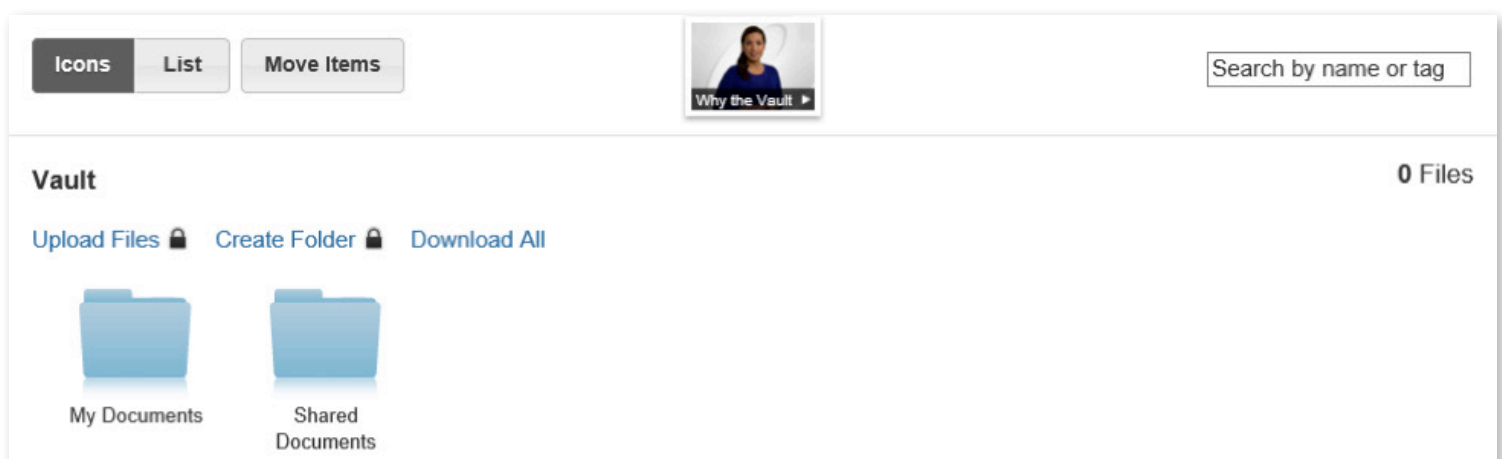 Icons List Move Items
Why the Vault
Search by name or tag
Vault
0 Files
Upload Files Create Folder Download All
My Documents
Shared
Documents